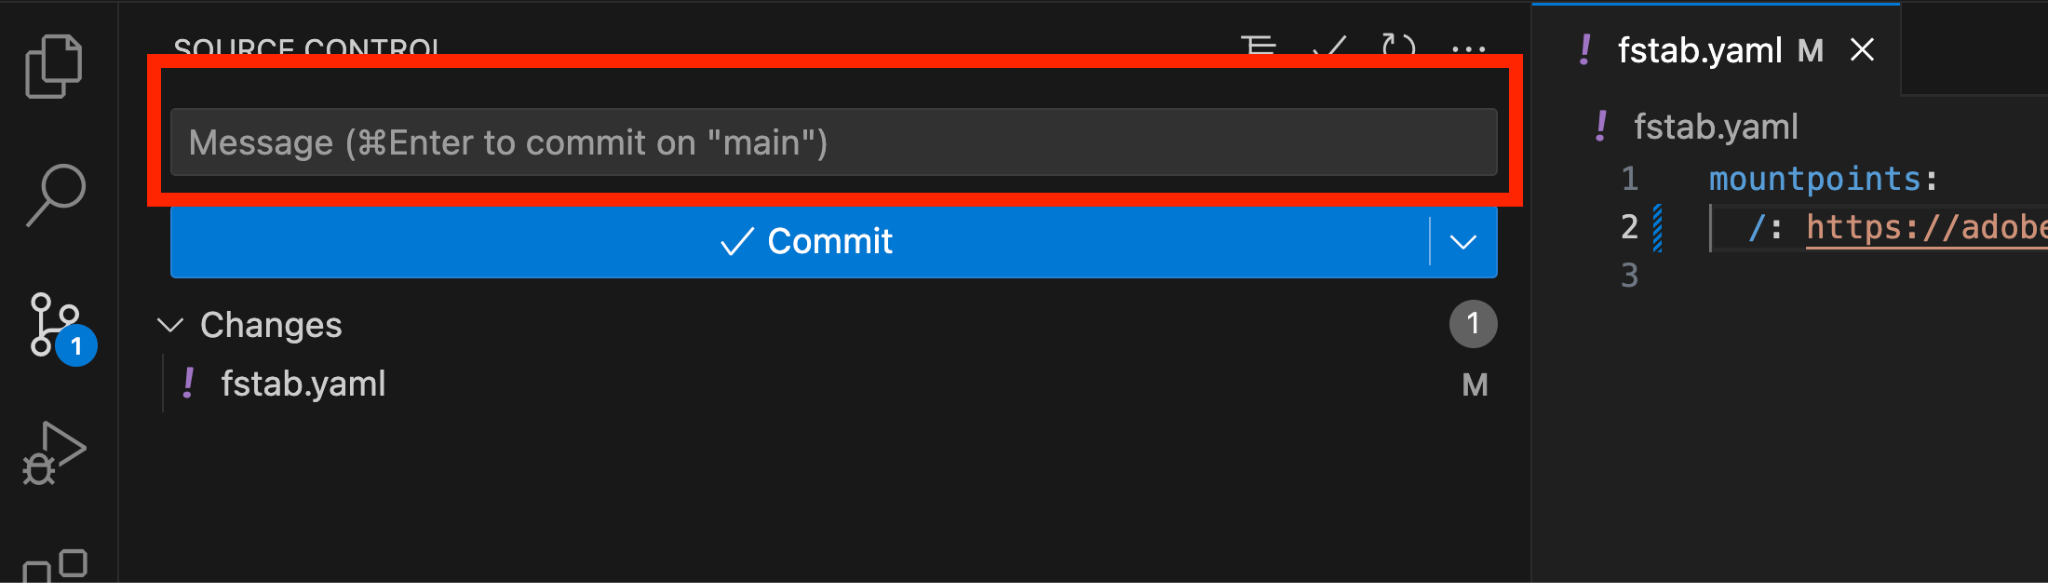 SOURCE CONTROL
Message (⌘Enter to commit on "main")
Commit
Changes
1
fstab.yaml
M
1
fstab.yaml M
fstab.yaml
1 mountpoints:
2 /: https://adobe
3